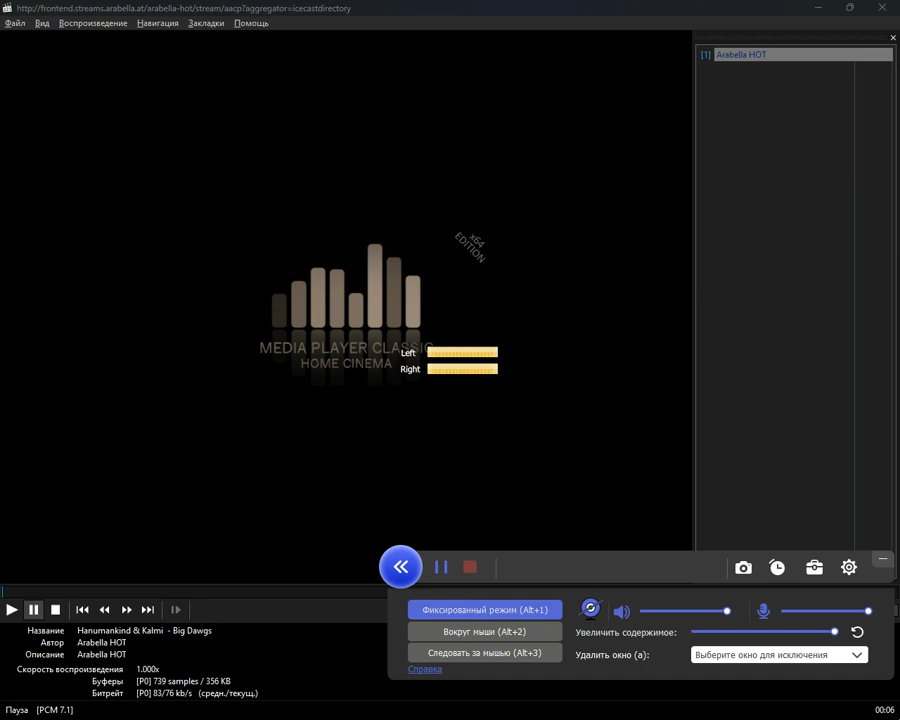 http://frontend.streams.arabella.at/arabella-hot/stream/aacp?aggregator=icecastdirectory
Файл Вид Воспроизведение Навигация Закладки Помощь
[1] Arabella HOT
x64
EDITION
MEDIA PLAYER CLASSIC
HOME CINEMA
Left
Right
Фиксированный режим (Alt+1)
Вокруг мыши (Alt+2)
Следовать за мышью (Alt+3)
Справка
Увеличить содержимое:
Удалить окно (а): Выберите окно для исключения
Название Hanumankind & Kalmi - Big Dawgs
Автор Arabella HOT
Описание Arabella HOT
Скорость воспроизведения 1.000x
Буферы [P0] 739 samples / 356 KB
Битрейт [P0] 83/76 kb/s (средн./текущ.)
Пауза [PCM 7.1] 00:06